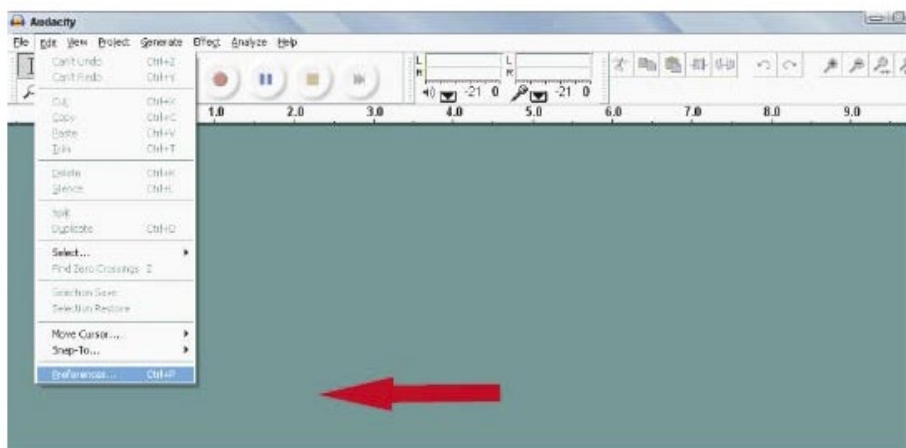 Audacity
File Edit View Project Generate Effect Analyze Help
Can't Undo Ctrl+Z
Can't Redo Ctrl+Y
Cut Ctrl+X
Copy Ctrl+C
Paste Ctrl+V
Trim Ctrl+T
Delete Ctrl+K
Silence Ctrl+L
Split
Duplicate Ctrl+D
Select...
Find Zero Crossings Z
Selection Save
Selection Restore
Move Cursor...
Snap-To...
Preferences... Ctrl+P
L
R
-21 0
L
R
-21 0
1.0 2.0 3.0 4.0 5.0 6.0 7.0 8.0 9.0